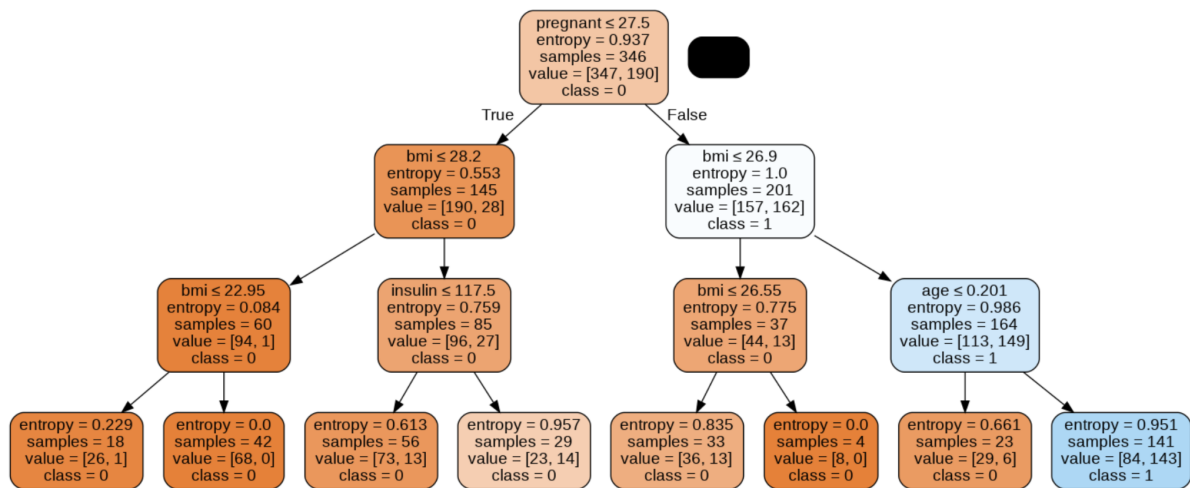 pregnant ≤ 27.5
entropy = 0.937
samples = 346
value = [347, 190]
class = 0
True
False
bmi ≤ 28.2
entropy = 0.553
samples = 145
value = [190, 28]
class = 0
bmi ≤ 26.9
entropy = 1.0
samples = 201
value = [157, 162]
class = 1
bmi ≤ 22.95
entropy = 0.084
samples = 60
value = [94, 1]
class = 0
insulin ≤ 117.5
entropy = 0.759
samples = 85
value = [96, 27]
class = 0
bmi ≤ 26.55
entropy = 0.775
samples = 37
value = [44, 13]
class = 0
age ≤ 0.201
entropy = 0.986
samples = 164
value = [113, 149]
class = 1
entropy = 0.229
samples = 18
value = [26, 1]
class = 0
entropy = 0.0
samples = 42
value = [68, 0]
class = 0
entropy = 0.613
samples = 56
value = [73, 13]
class = 0
entropy = 0.957
samples = 29
value = [23, 14]
class = 0
entropy = 0.835
samples = 33
value = [36, 13]
class = 0
entropy = 0.0
samples = 4
value = [8, 0]
class = 0
entropy = 0.661
samples = 23
value = [29, 6]
class = 0
entropy = 0.951
samples = 141
value = [84, 143]
class = 1